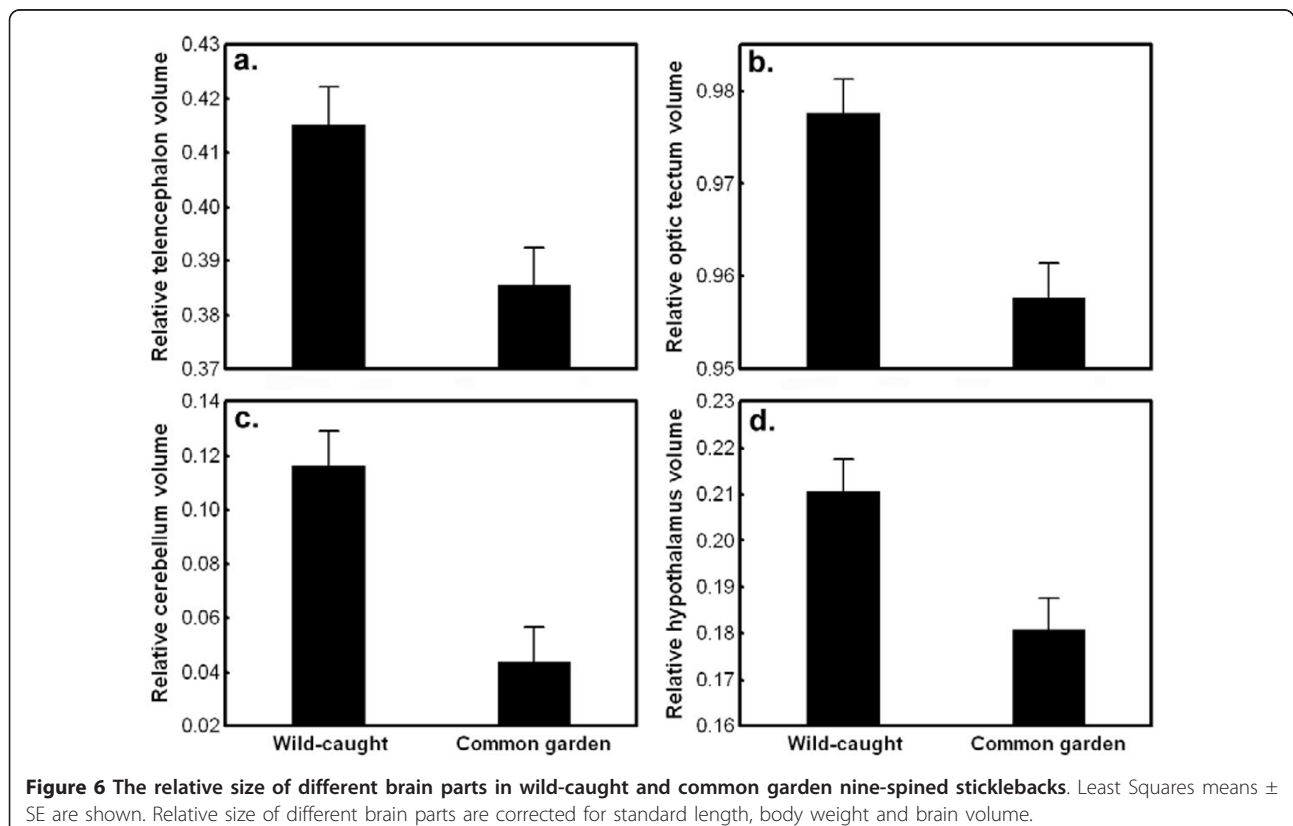 a.
Relative telencephalon volume
0.43
0.42
0.41
0.40
0.39
0.38
0.37
b.
Relative optic tectum volume
0.98
0.97
0.96
0.95
c.
Relative cerebellum volume
0.14
0.12
0.10
0.08
0.06
0.04
0.02
Wild-caught
Common garden
d.
Relative hypothalamus volume
0.23
0.22
0.21
0.20
0.19
0.18
0.17
0.16
Wild-caught
Common garden
Figure 6 The relative size of different brain parts in wild-caught and common garden nine-spined sticklebacks. Least Squares means ±
SE are shown. Relative size of different brain parts are corrected for standard length, body weight and brain volume.